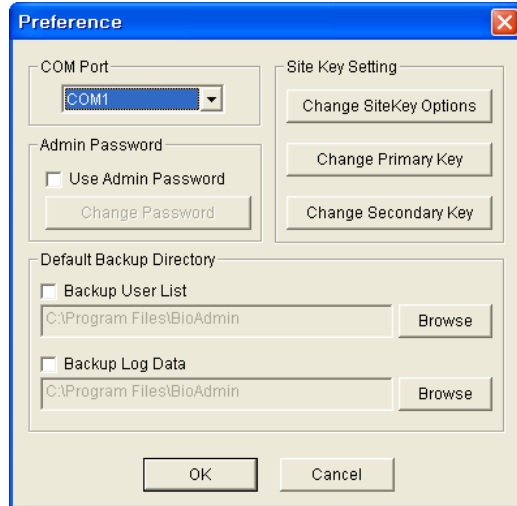 Preference
COM Port
COM1
Site Key Setting
Change SiteKey Options
Change Primary Key
Change Secondary Key
Admin Password
Use Admin Password
Change Password
Default Backup Directory
Backup User List
C:\Program Files\BioAdmin
Browse
Backup Log Data
C:\Program Files\BioAdmin
Browse
OK
Cancel